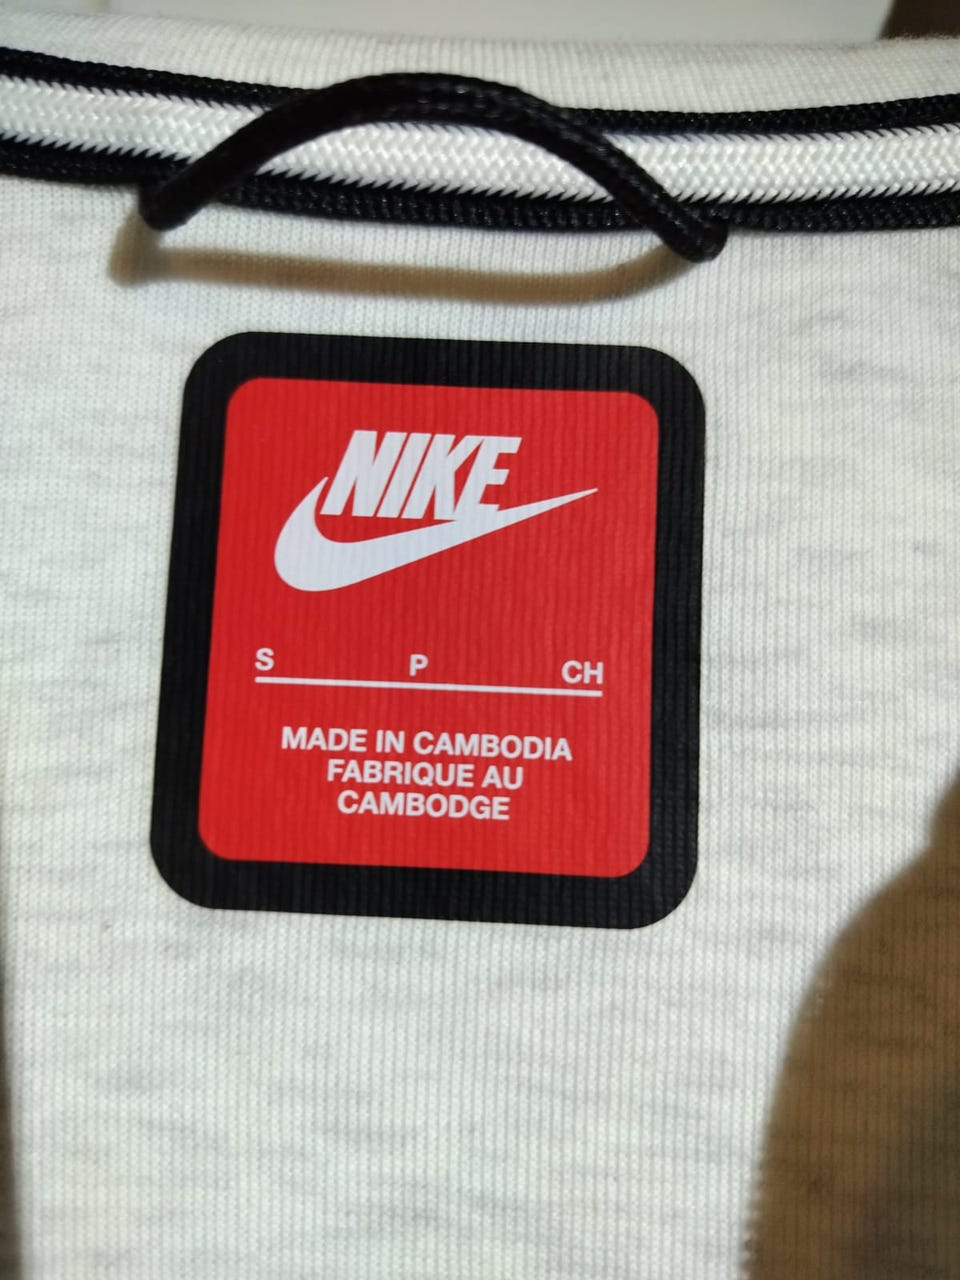 NIKE
S P CH
MADE IN CAMBODIA
FABRIQUE AU
CAMBODGE